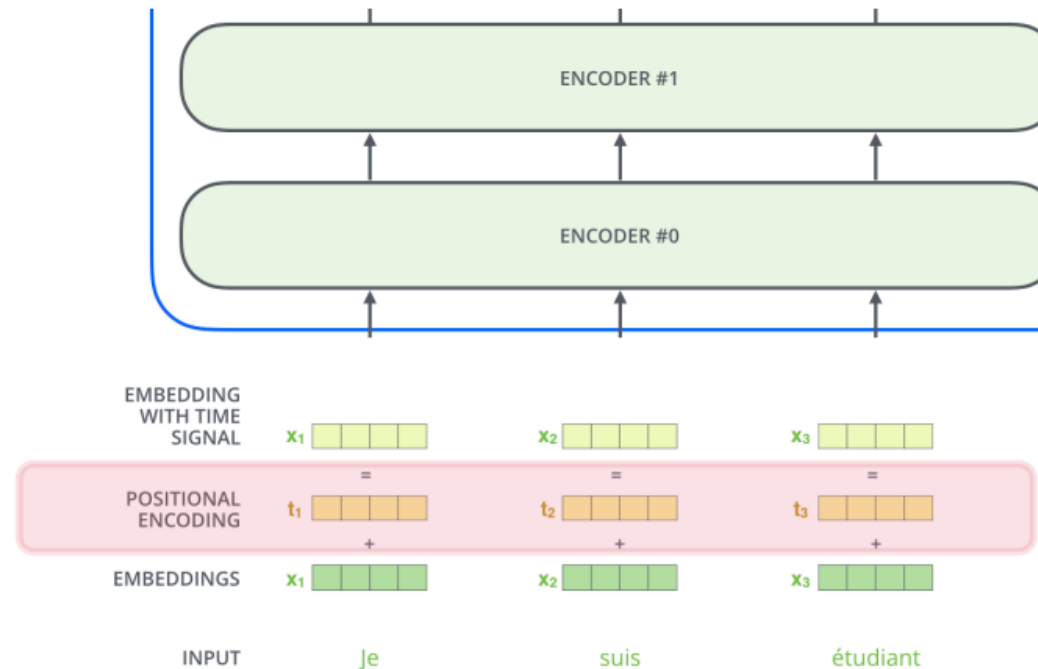 ENCODER #1
ENCODER #0
EMBEDDING
WITH TIME
SIGNAL
x₁ x₂ x₃
= = =
POSITIONAL
ENCODING
t₁ t₂ t₃
+ + +
EMBEDDINGS x₁ x₂ x₃
INPUT Je suis étudiant